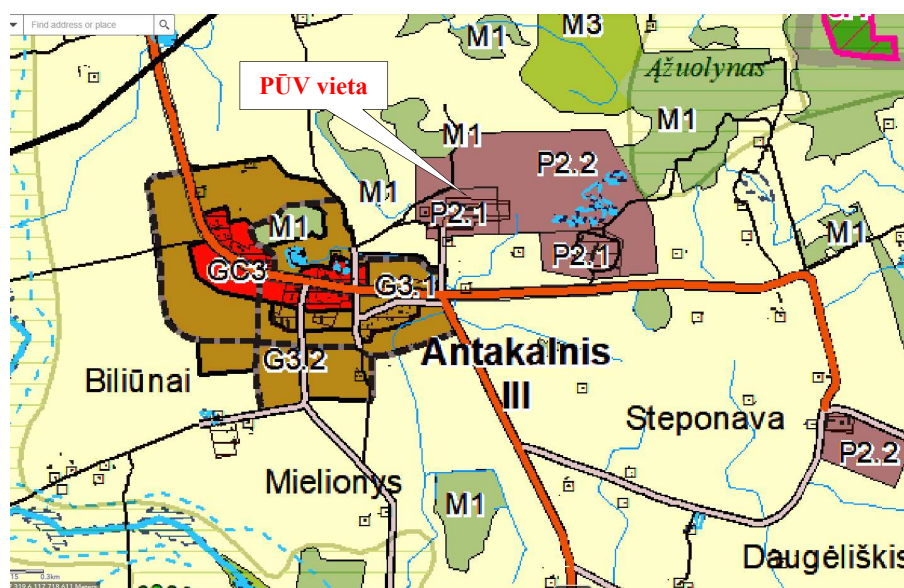 Find address or place
M1
M3
Ąžuolynas
PŪV vieta
M1
M1
P2.2
M1
P2.1
M1
P2.1
M1
GC3
G3.1
G3.2
Antakalnis
III
Biliūnai
Steponava
P2.2
Mielionys
M1
Daugėliškis
0.3km